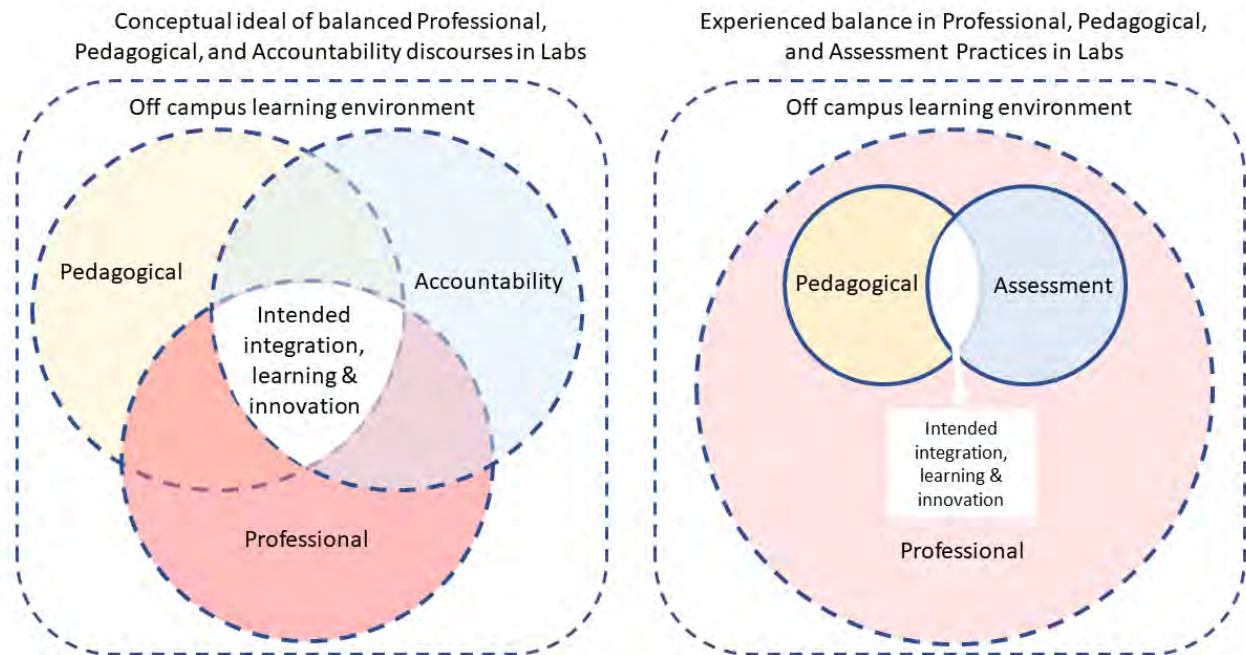 Conceptual ideal of balanced Professional,
Pedagogical, and Accountability discourses in Labs
Off campus learning environment
Pedagogical
Accountability
Intended
integration,
learning &
innovation
Professional
Experienced balance in Professional, Pedagogical,
and Assessment Practices in Labs
Off campus learning environment
Pedagogical
Assessment
Intended
integration,
learning &
innovation
Professional